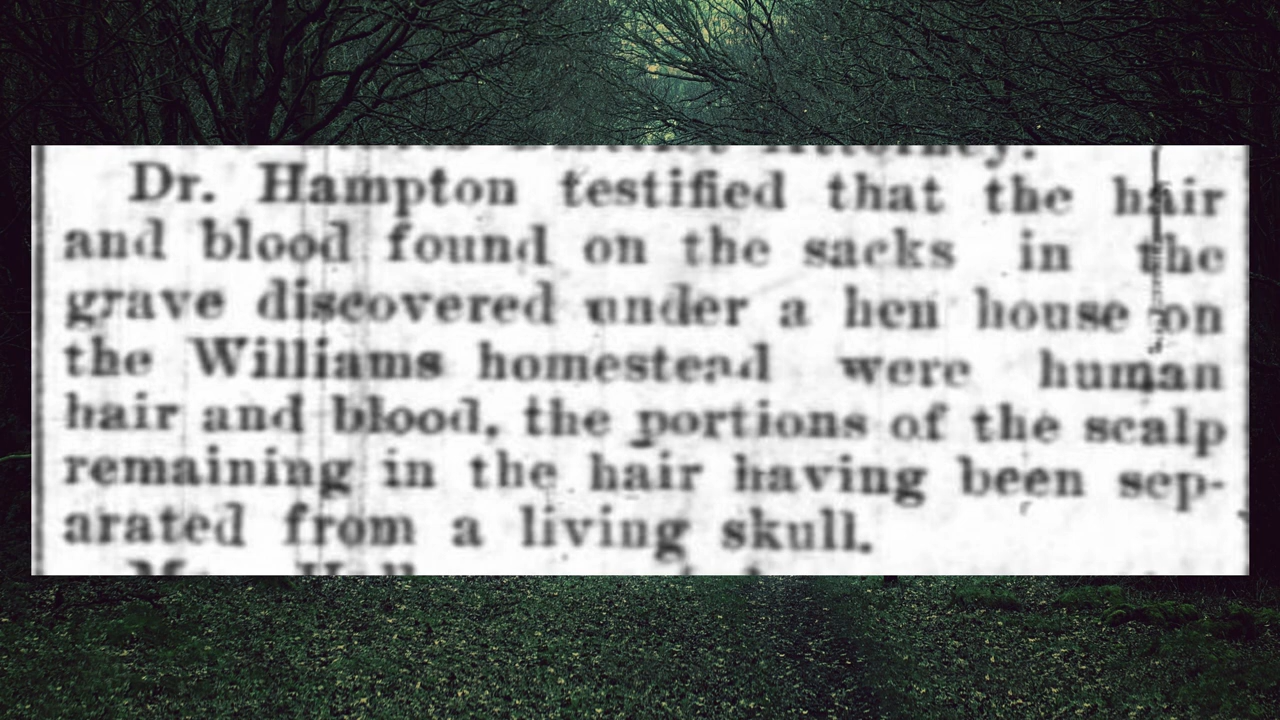 Attorney.
Dr. Hampton testified that the hair
and blood found on the sacks in the
grave discovered under a hen house on
the Williams homestead were human
hair and blood, the portions of the scalp
remaining in the hair having been sep-
arated from a living skull.